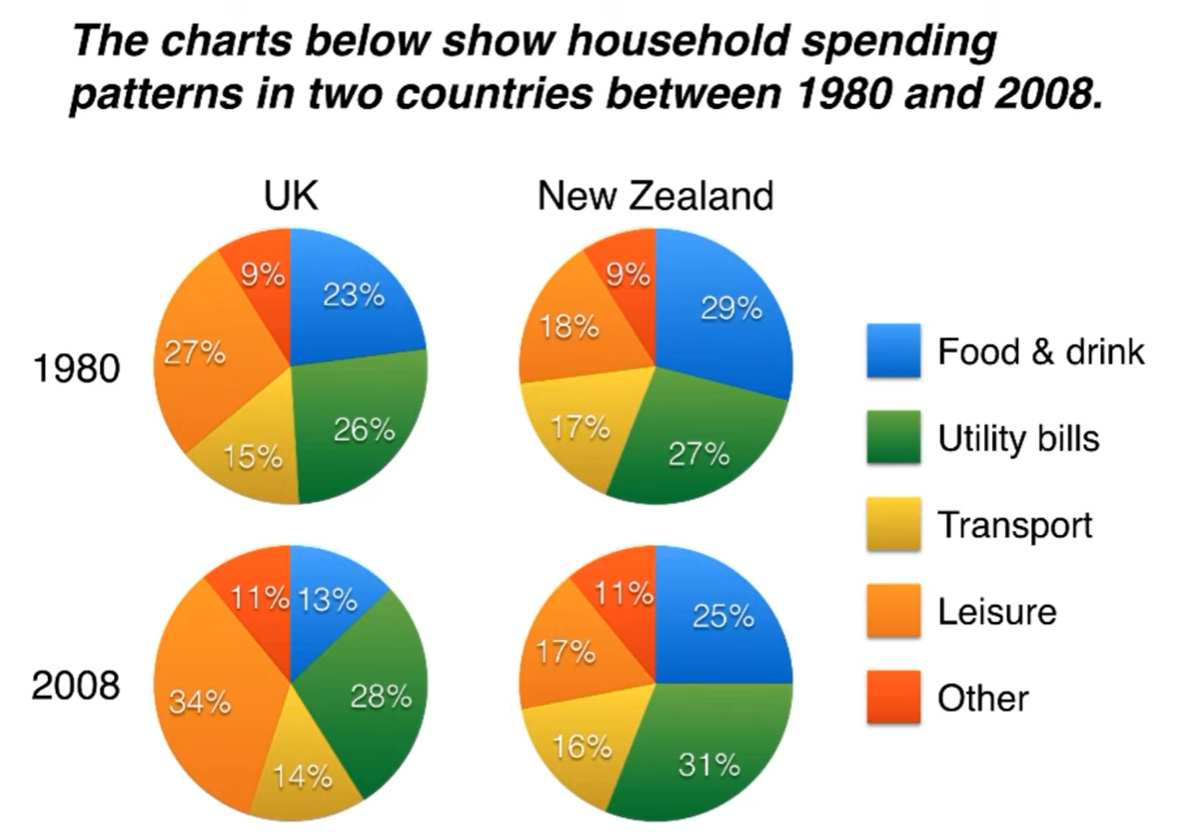 The charts below show household spending
patterns in two countries between 1980 and 2008.
UK
New Zealand
1980
9%
23%
27%
26%
15%
9%
29%
18%
17%
27%
2008
11%
13%
34%
28%
14%
11%
25%
17%
16%
31%
Food & drink
Utility bills
Transport
Leisure
Other